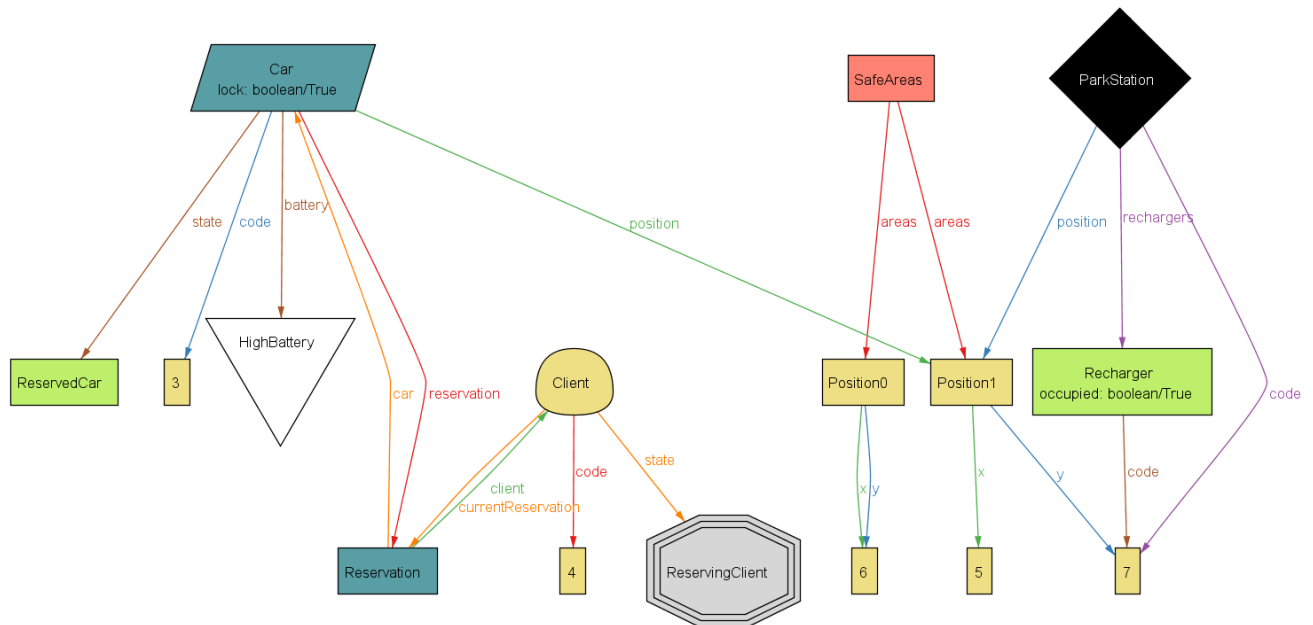 Car
lock: boolean/True
SafeAreas
ParkStation
state
code
battery
position
areas
areas
position
rechargers
ReservedCar
3
HighBattery
car
reservation
Client
Position0
Position1
Recharger
occupied: boolean/True
code
client
currentReservation
code
state
x
y
x
y
code
Reservation
4
ReservingClient
6
5
7